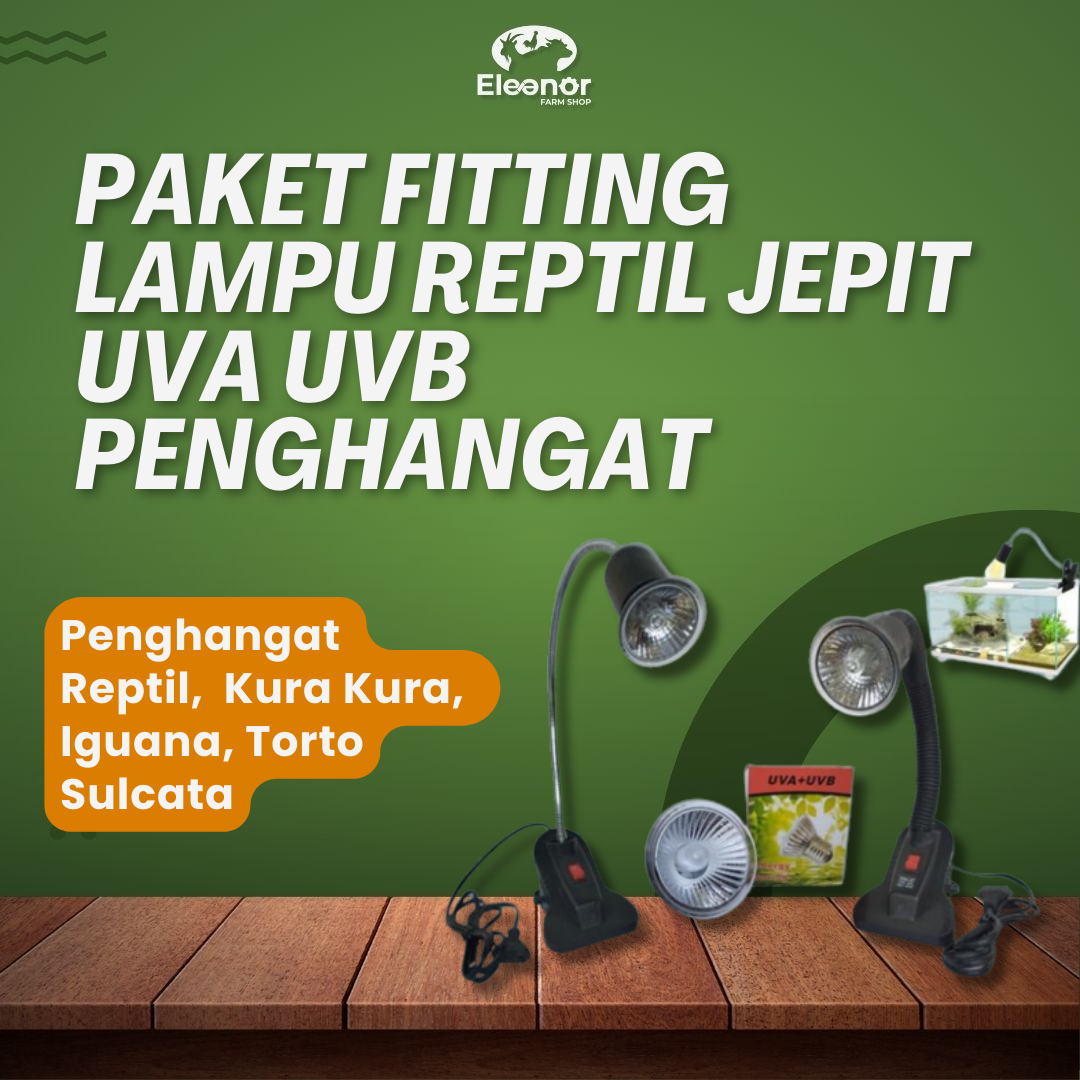 Eleanor
FARM SHOP
PAKET FITTING
LAMPU REPTIL JEPIT
UVA UVB
PENGHANGAT
Penghangat
Reptil, Kura Kura,
Iguana, Torto
Sulcata
UVA+UVB